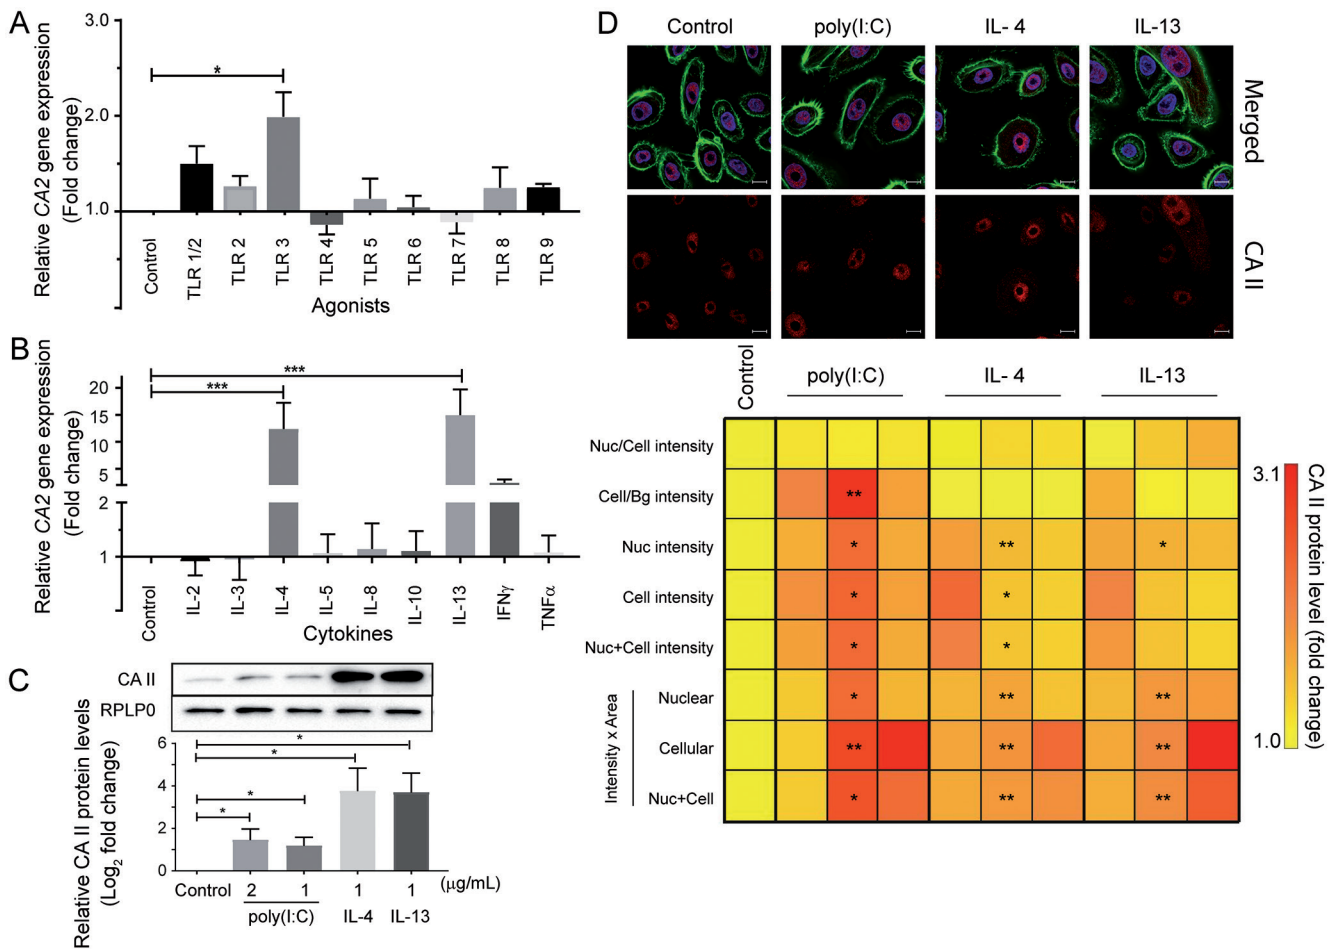 A
Relative CA2 gene expression
(Fold change)
3.0
2.0
1.0
*
Control
TLR 1/2
TLR 2
TLR 3
TLR 4
TLR 5
TLR 6
TLR 7
TLR 8
TLR 9
Agonists
B
Relative CA2 gene expression
(Fold change)
20
15
10
5
2
1
***
***
Control
IL-2
IL-3
IL-4
IL-5
IL-8
IL-10
IL-13
IFNγ
TNFα
Cytokines
C
CA II
RPLP0
Relative CA II protein levels
(Log2 fold change)
6
4
2
0
*
*
*
*
Control 2 1 1 1 (µg/mL)
poly(I:C) IL-4 IL-13
D
Control poly(I:C) IL- 4 IL-13
Merged
CA II
Control poly(I:C) IL- 4 IL-13
Nuc/Cell intensity
Cell/Bg intensity **
Nuc intensity * ** *
Cell intensity * *
Nuc+Cell intensity * *
Intensity x Area
Nuclear * ** **
Cellular ** ** **
Nuc+Cell * ** **
3.1
1.0
CA II protein level (fold change)